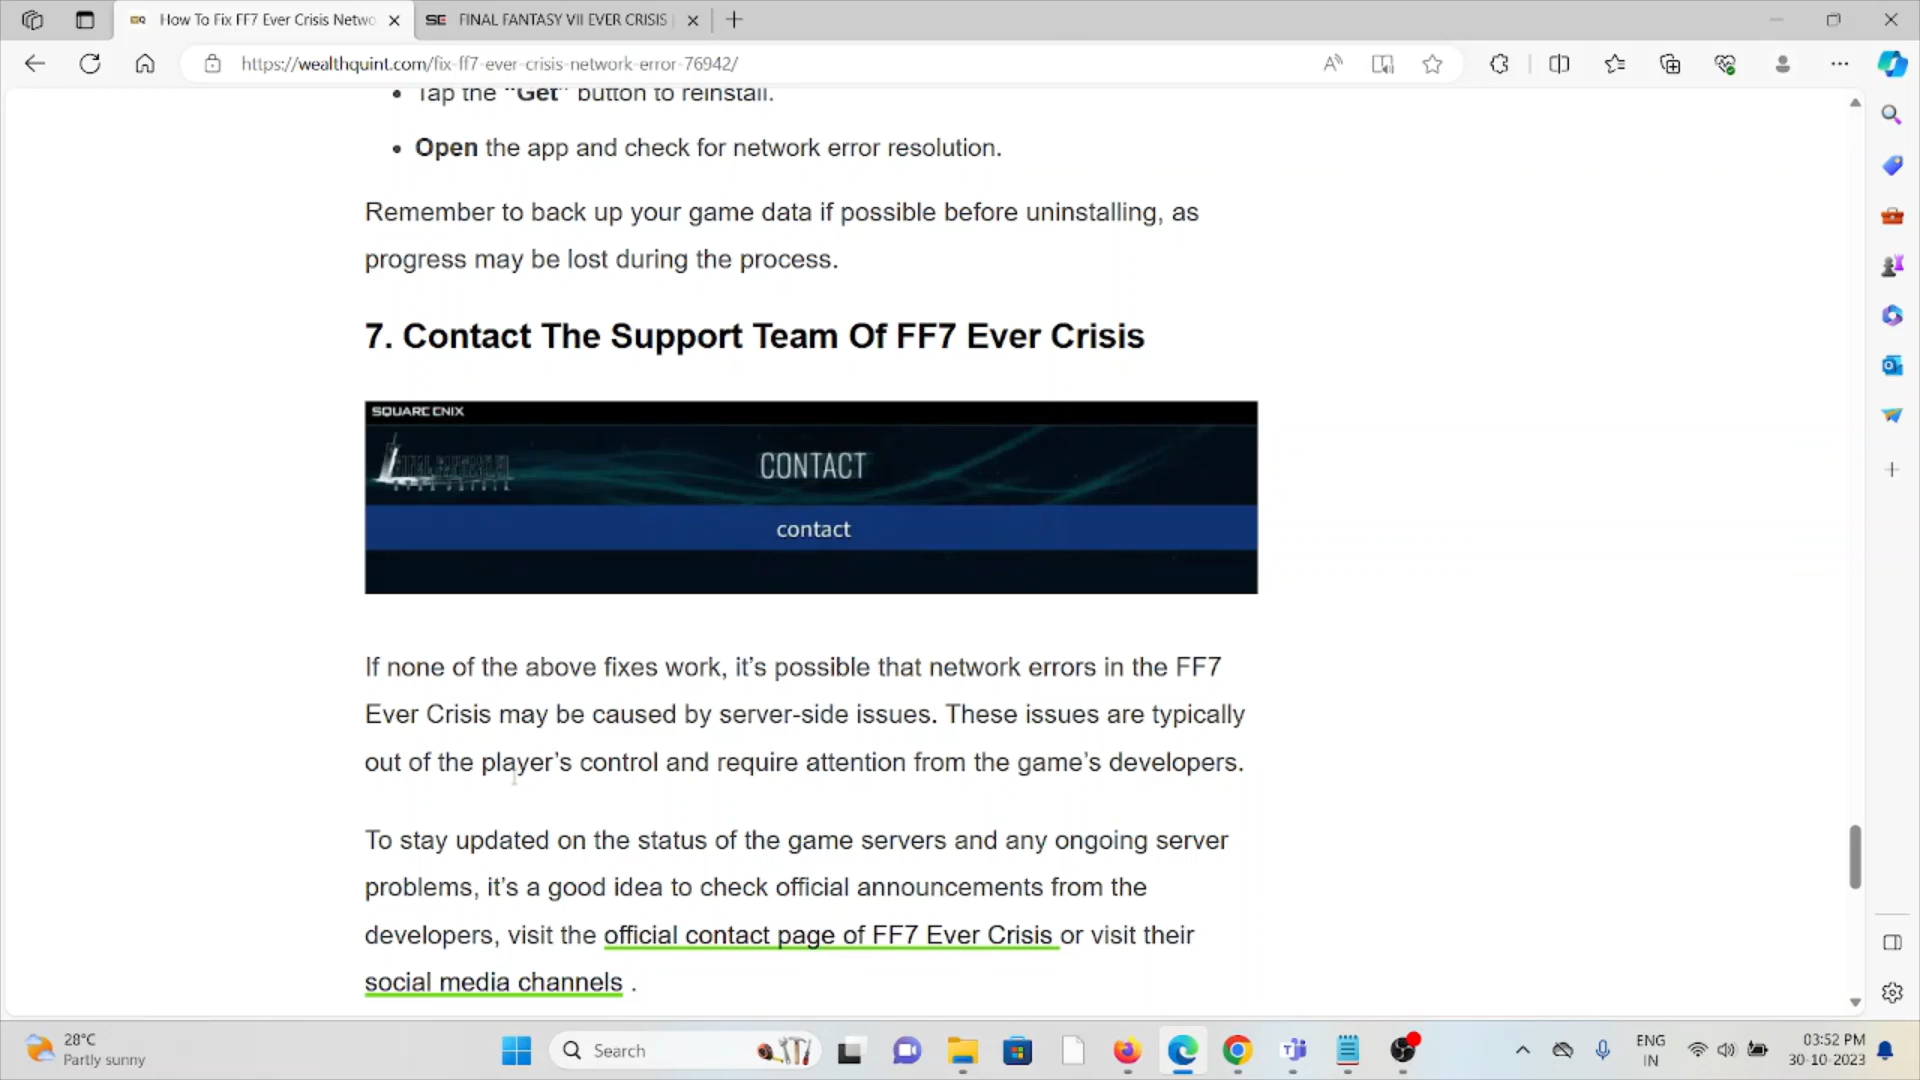 How To Fix FF7 Ever Crisis Netwo
SE FINAL FANTASY VII EVER CRISIS
https://wealthquint.com/fix-ff7-ever-crisis-network-error-76942/
• Tap the "Get" button to reinstall.
• Open the app and check for network error resolution.
Remember to back up your game data if possible before uninstalling, as
progress may be lost during the process.
7. Contact The Support Team Of FF7 Ever Crisis
SQUARE ENIX
CONTACT
contact
If none of the above fixes work, it’s possible that network errors in the FF7
Ever Crisis may be caused by server-side issues. These issues are typically
out of the player’s control and require attention from the game’s developers.
To stay updated on the status of the game servers and any ongoing server
problems, it’s a good idea to check official announcements from the
developers, visit the official contact page of FF7 Ever Crisis or visit their
social media channels .
28°C
Partly sunny
Search
ENG
IN
03:52 PM
30-10-2023